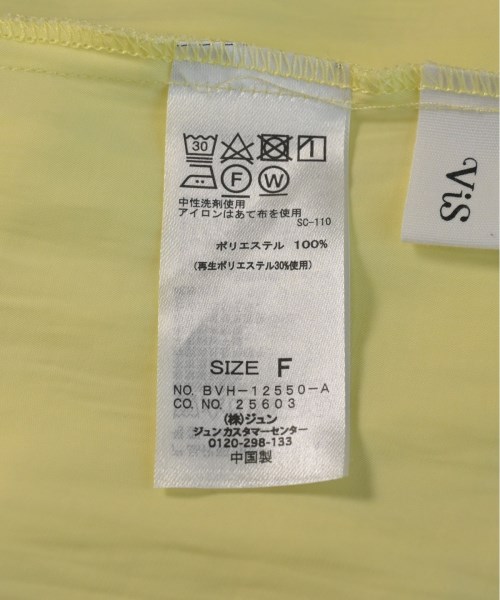 30
F W
中性洗剤使用
アイロンはあて布を使用
SC-110
ポリエステル 100%
(再生ポリエステル30%使用)
SIZE F
NO. BVH-12550-A
CO. NO. 25603
(株)ジュン
ジュンカスタマーセンター
0120-298-133
中国製
ViS